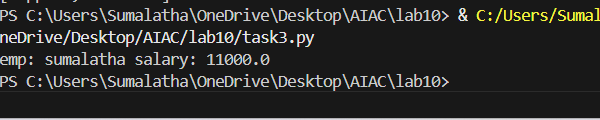 PS C:\Users\Sumalatha\OneDrive\Desktop\AIAC\lab10> & C:/Users/Sumal
neDrive/Desktop/AIAC/lab10/task3.py
emp: sumalatha salary: 11000.0
PS C:\Users\Sumalatha\OneDrive\Desktop\AIAC\lab10>